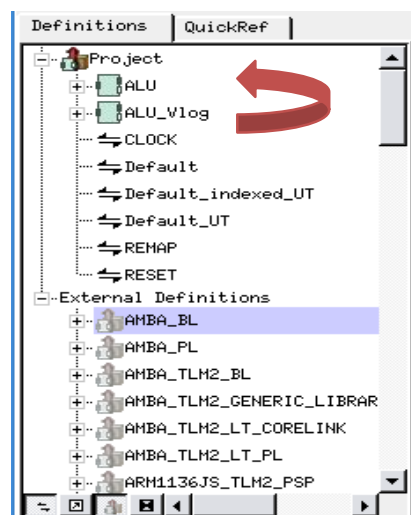 Definitions QuickRef
Project
ALU
ALU_Vlog
CLOCK
Default
Default_indexed_UT
Default_UT
REMAP
RESET
External Definitions
AMBA_BL
AMBA_PL
AMBA_TLM2_BL
AMBA_TLM2_GENERIC_LIBRAR
AMBA_TLM2_LT_CORELINK
AMBA_TLM2_LT_PL
ARM1136JS_TLM2_PSP